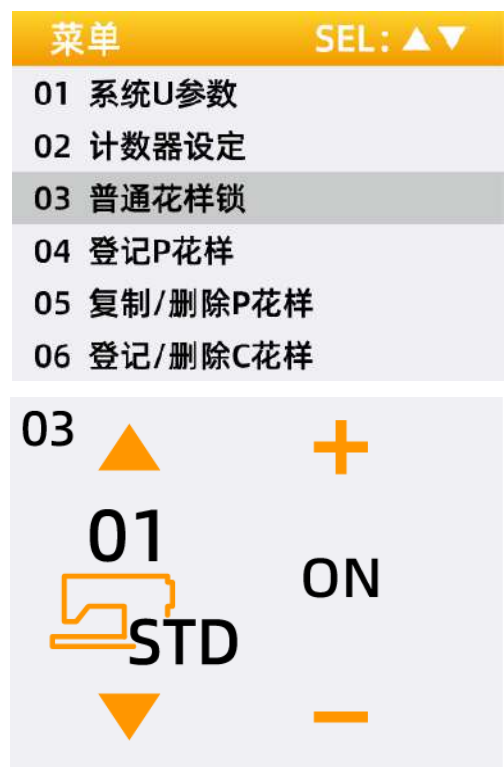 菜单 SEL:▲▼
01 系统U参数
02 计数器设定
03 普通花样锁
04 登记P花样
05 复制/删除P花样
06 登记/删除C花样
03
01
ON
STD